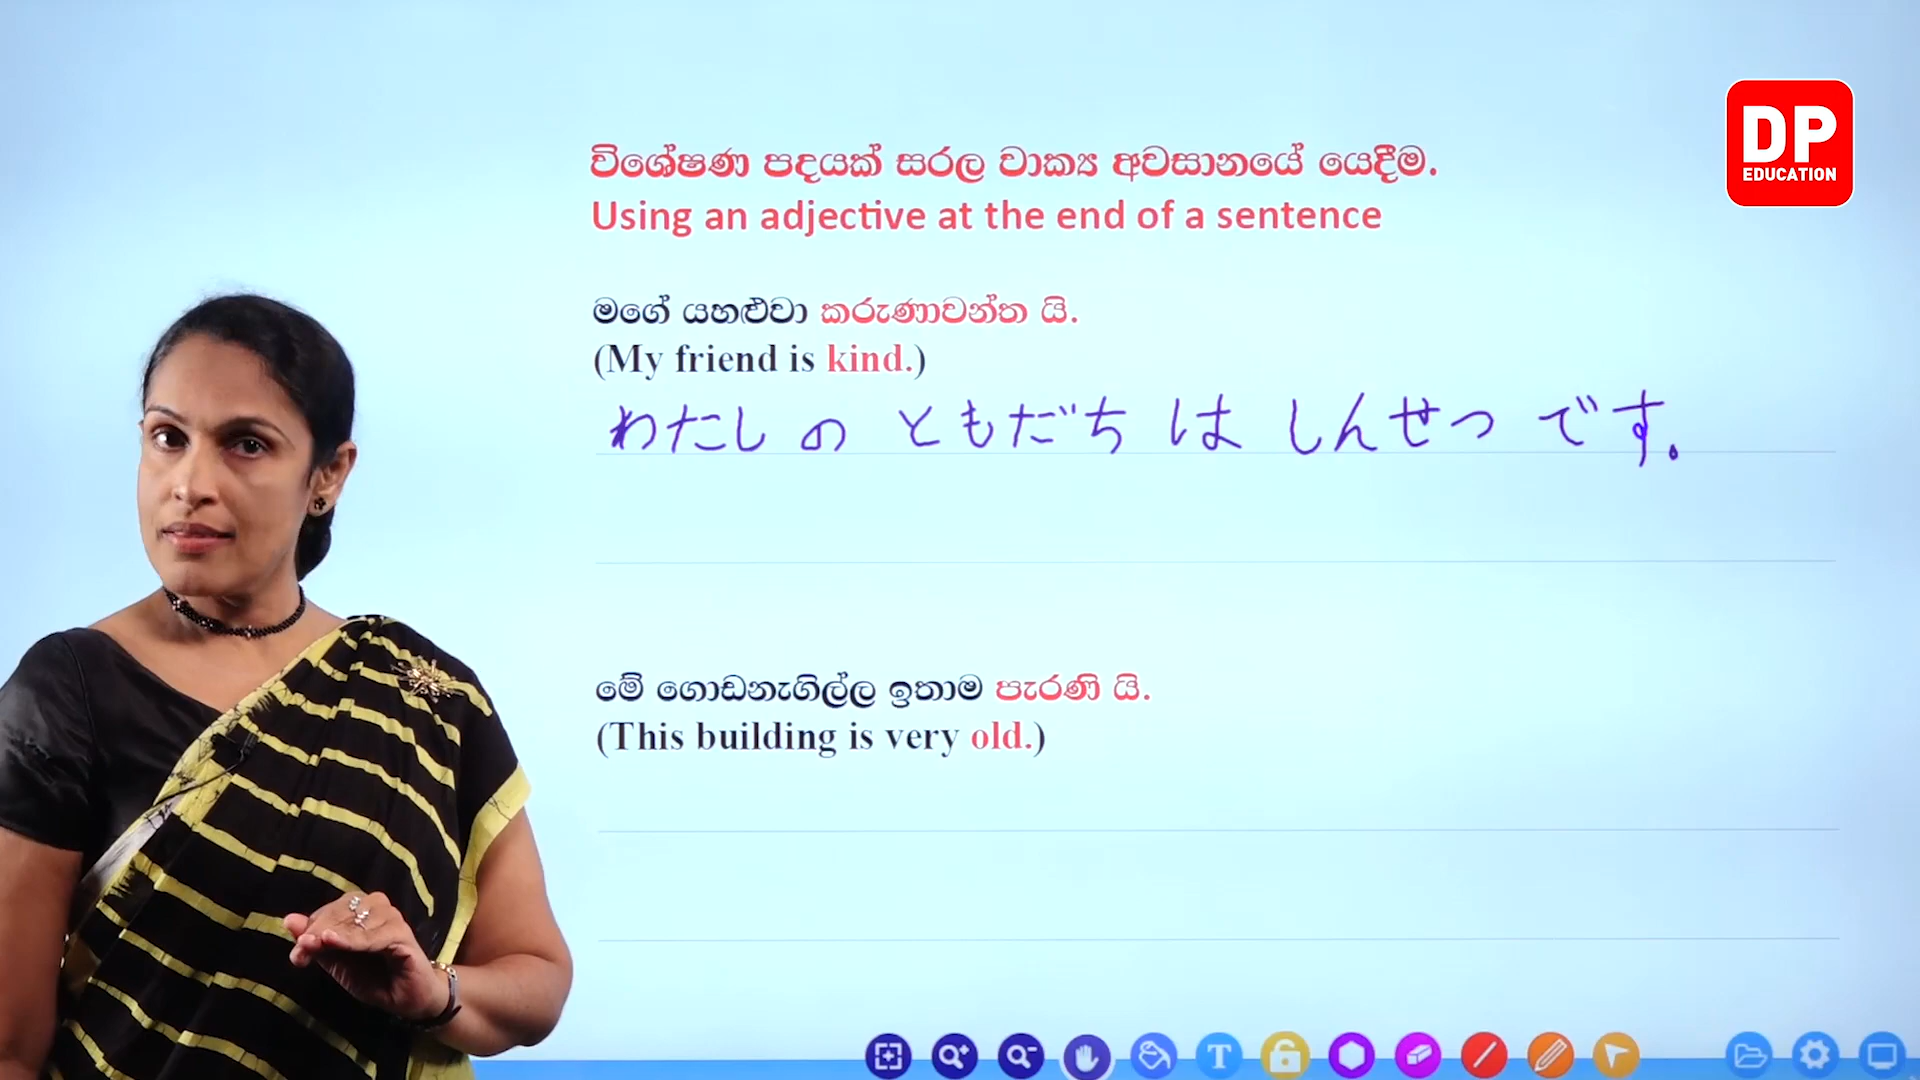 DP
EDUCATION
විශේෂණ පදයක් සරල වාක්‍ය අවසානයේ යෙදීම.
Using an adjective at the end of a sentence
මගේ යහළුවා කරුණාවන්ත යි.
(My friend is kind.)
わたし の ともだち は しんせつ です。
මේ ගොඩනැගිල්ල ඉතාම පැරණි යි.
(This building is very old.)
T